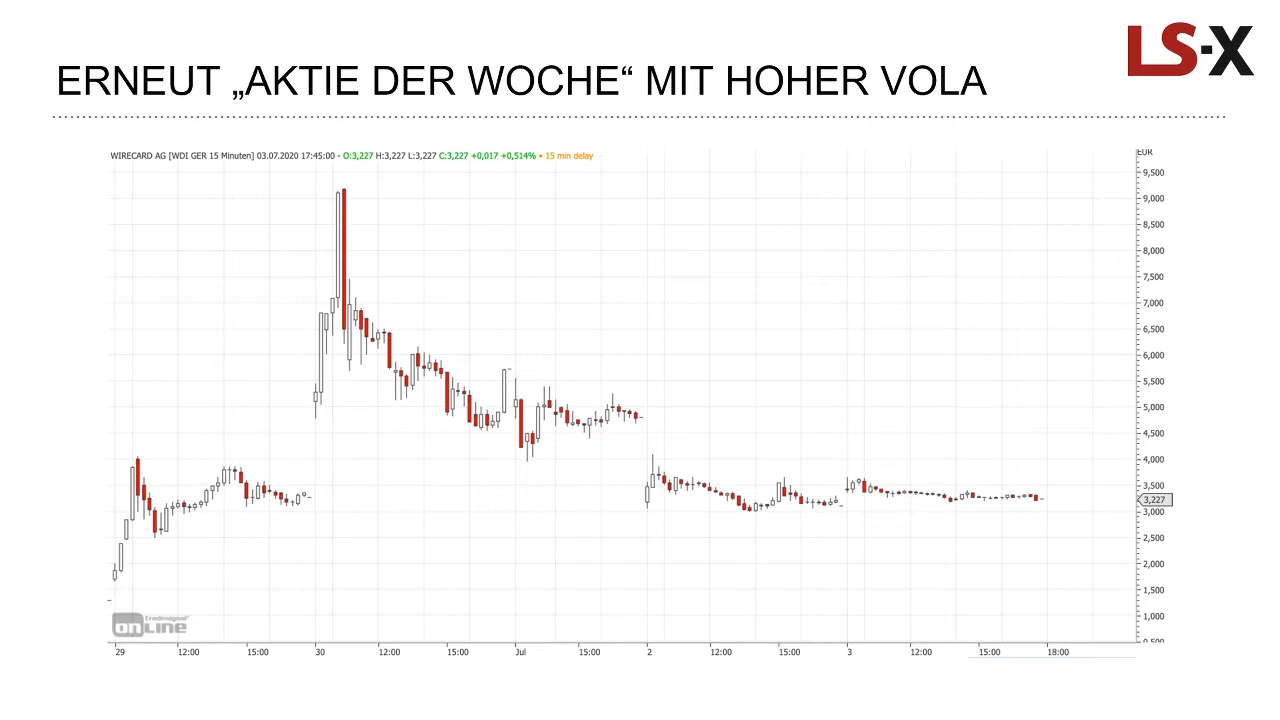 LS-X
ERNEUT „AKTIE DER WOCHE“ MIT HOHER VOLA
WIRECARD AG [WDI GER 15 Minuten] 03.07.2020 17:45:00 - O:3,227 H:3,227 L:3,227 C:3,227 +0,017 +0,514% • 15 min delay
EUR
9,500
9,000
8,500
8,000
7,500
7,000
6,500
6,000
5,500
5,000
4,500
4,000
3,500
3,227
3,000
2,500
2,000
1,500
1,000
0,500
Tradesignal®
onLine
29 12:00 15:00 30 12:00 15:00 Jul 15:00 2 12:00 15:00 3 12:00 15:00 18:00